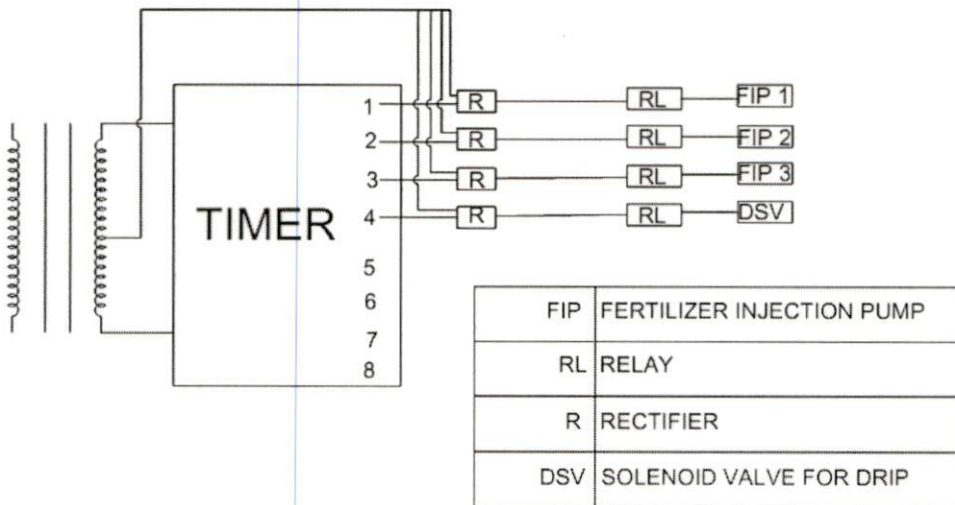 1 R RL FIP 1
2 R RL FIP 2
3 R RL FIP 3
4 R RL DSV
TIMER
5
6
7
8
FIP FERTILIZER INJECTION PUMP
RL RELAY
R RECTIFIER
DSV SOLENOID VALVE FOR DRIP